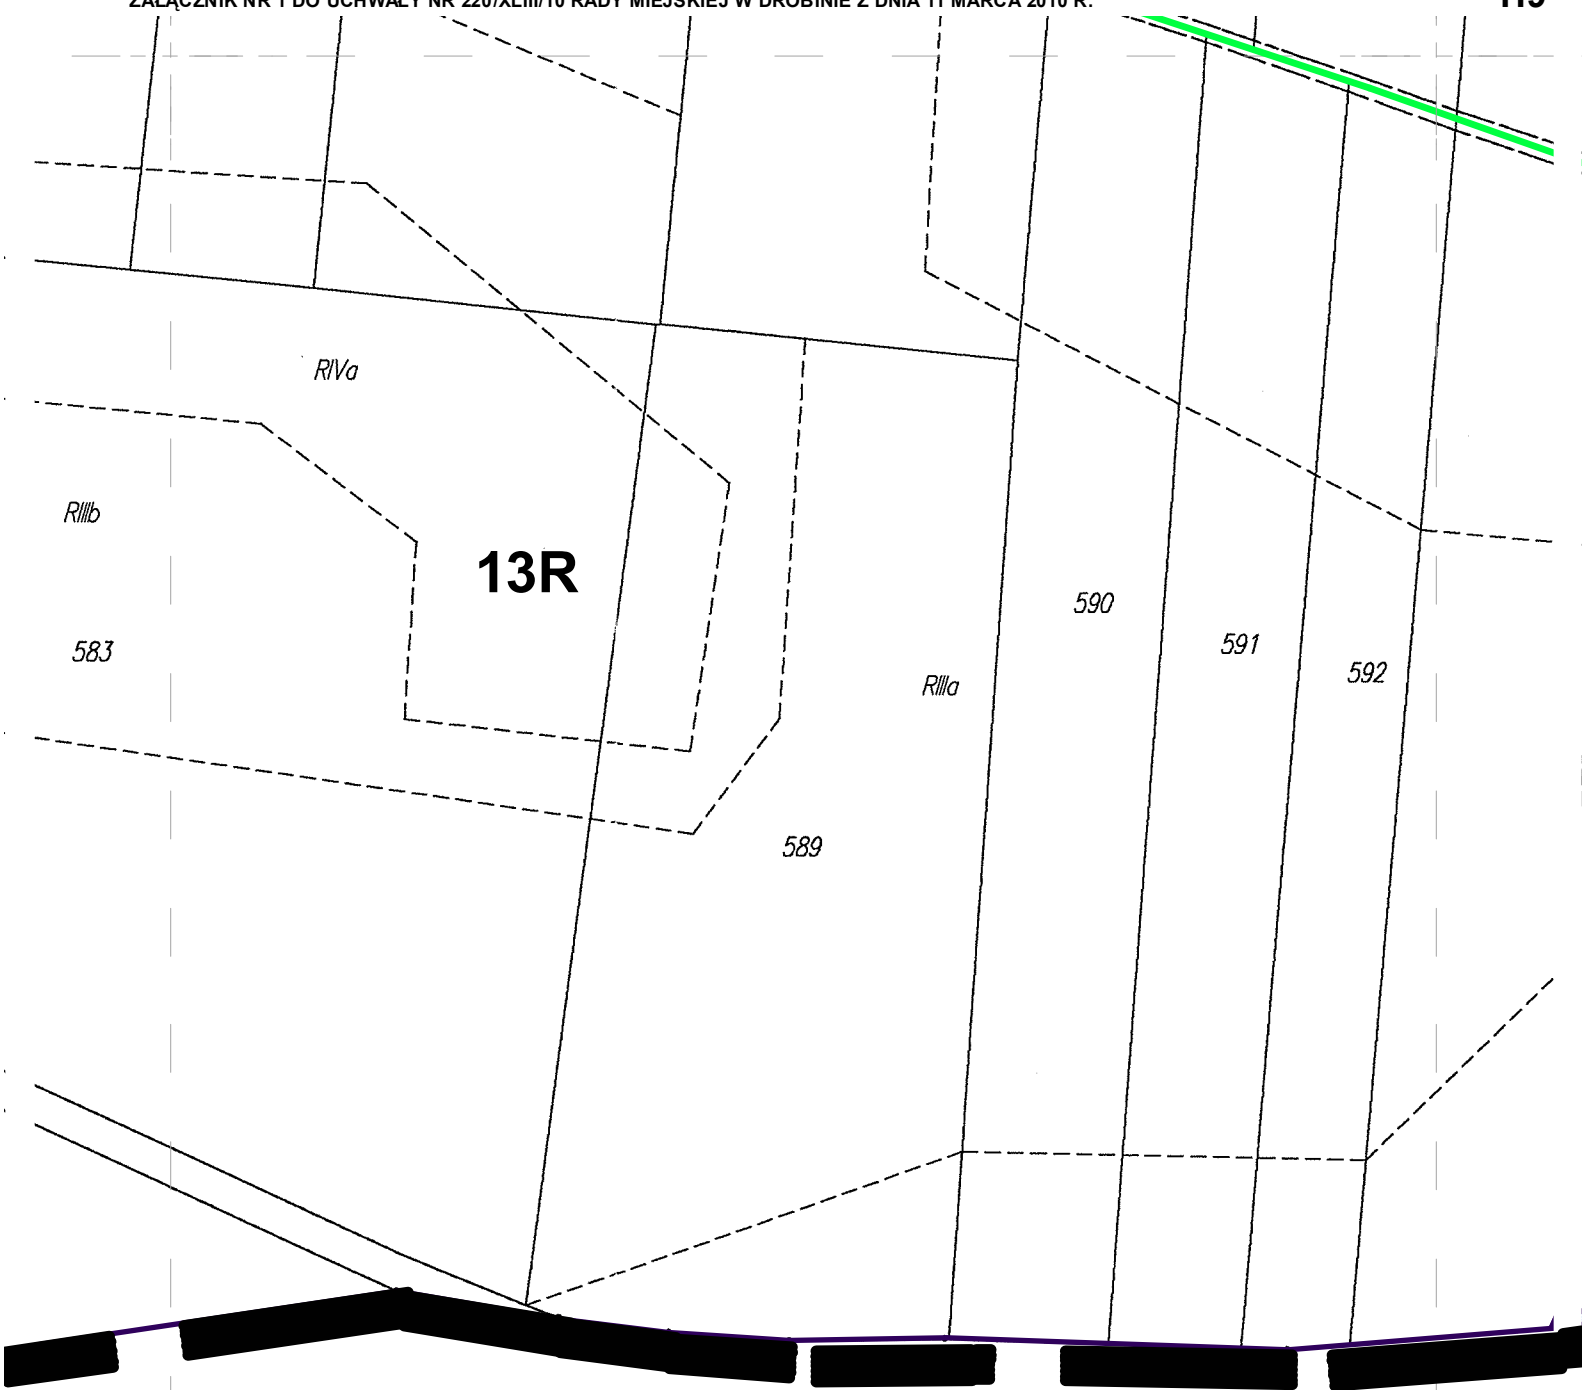 ZAŁĄCZNIK NR 1 DO UCHWAŁY NR 220/XLIII/10 RADY MIEJSKIEJ W DROBINIE Z DNIA 11 MARCA 2010 R.
RIVa
RIIIb
13R
590
591
583
592
RIIIa
589